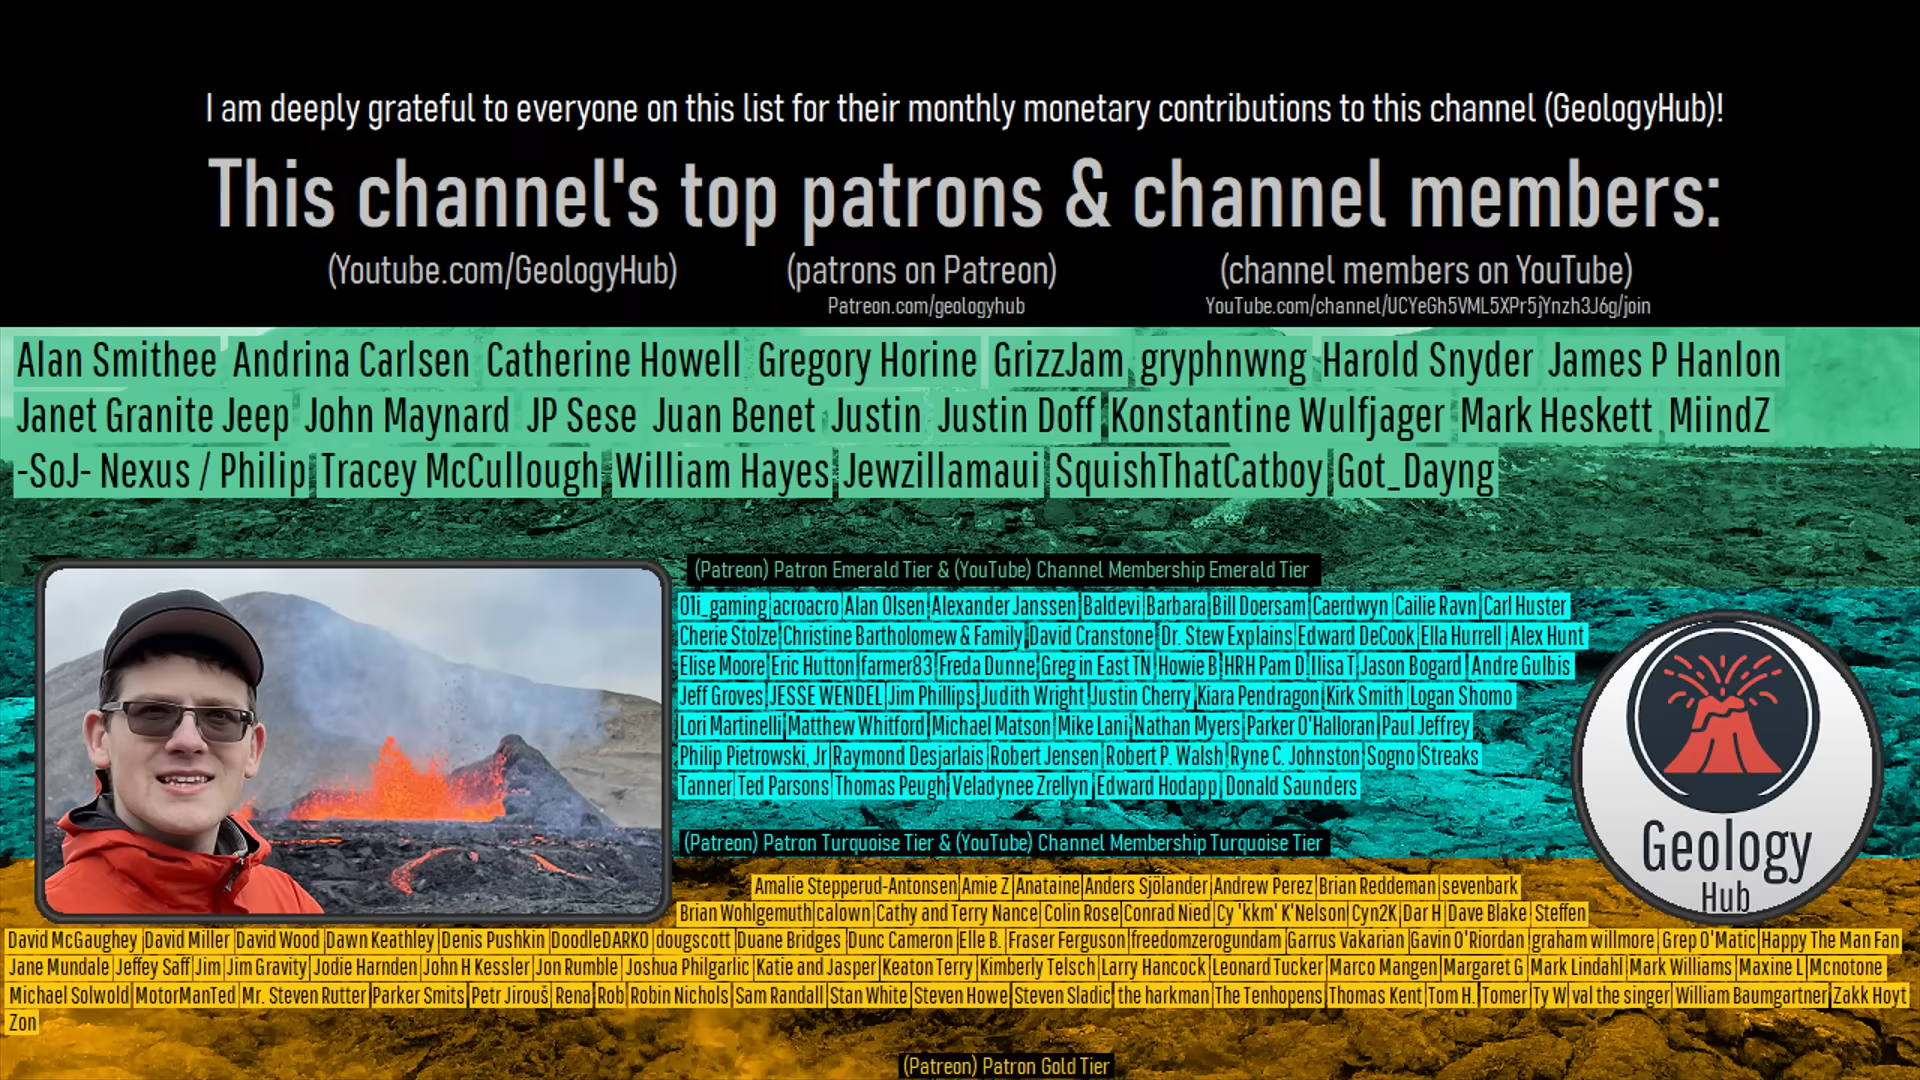 I am deeply grateful to everyone on this list for their monthly monetary contributions to this channel (GeologyHub)!
This channel's top patrons & channel members:
(Youtube.com/GeologyHub) (patrons on Patreon) (channel members on YouTube)
Patreon.com/geologyhub YouTube.com/channel/UCYeGh5VML5XPr5jYnzh3J6g/join
Alan Smithee Andrina Carlsen Catherine Howell Gregory Horine GrizzJam gryphnwng Harold Snyder James P Hanlon
Janet Granite Jeep John Maynard JP Sese Juan Benet Justin Justin Doff Konstantine Wulfjager Mark Heskett MiindZ
-SoJ- Nexus / Philip Tracey McCullough William Hayes Jewzillamaui SquishThatCatboy Got_Dayng
(Patreon) Patron Emerald Tier & (YouTube) Channel Membership Emerald Tier
01i_gaming acroacro Alan Olsen Alexander Janssen Baldevi Barbara Bill Doersam Caerdwyn Cailie Ravn Carl Huster
Cherie Stolze Christine Bartholomew & Family David Cranstone Dr. Stew Explains Edward DeCook Ella Hurrell Alex Hunt
Elise Moore Eric Hutton farmer83 Freda Dunne Greg in East TN Howie B HRH Pam D Ilisa T Jason Bogard Andre Gulbis
Jeff Groves JESSE WENDEL Jim Phillips Judith Wright Justin Cherry Kiara Pendragon Kirk Smith Logan Shomo
Lori Martinelli Matthew Whitford Michael Matson Mike Lani Nathan Myers Parker O'Halloran Paul Jeffrey
Philip Pietrowski, Jr Raymond Desjarlais Robert Jensen Robert P. Walsh Ryne C. Johnston Sogno Streaks
Tanner Ted Parsons Thomas Peugh Veladynee Zrellyn Edward Hodapp Donald Saunders
(Patreon) Patron Turquoise Tier & (YouTube) Channel Membership Turquoise Tier
Geology
Hub
Amalie Stepperud-Antonsen Amie Z Anataine Anders Sjölander Andrew Perez Brian Reddeman sevenbark
Brian Wohlgemuth calown Cathy and Terry Nance Colin Rose Conrad Nied Cy 'kkm' K'Nelson Cyn2K Dar H Dave Blake Steffen
David McGaughey David Miller David Wood Dawn Keathley Denis Pushkin DoodleDARKO dougscott Duane Bridges Dunc Cameron Elle B. Fraser Ferguson freedomzerogundam Garrus Vakarian Gavin O'Riordan graham willmore Grep O'Matic Happy The Man Fan
Jane Mundale Jeffey Saff Jim Jim Gravity Jodie Harnden John H Kessler Jon Rumble Joshua Philgarlic Katie and Jasper Keaton Terry Kimberly Telsch Larry Hancock Leonard Tucker Marco Mangen Margaret G Mark Lindahl Mark Williams Maxine L Mcnotone
Michael Solwold MotorManTed Mr. Steven Rutter Parker Smits Petr Jirouš Rena Rob Robin Nichols Sam Randall Stan White Steven Howe Steven Sladic the harkman The Tenhopens Thomas Kent Tom H. Tomer Ty W val the singer William Baumgartner Zakk Hoyt
Zon
(Patreon) Patron Gold Tier